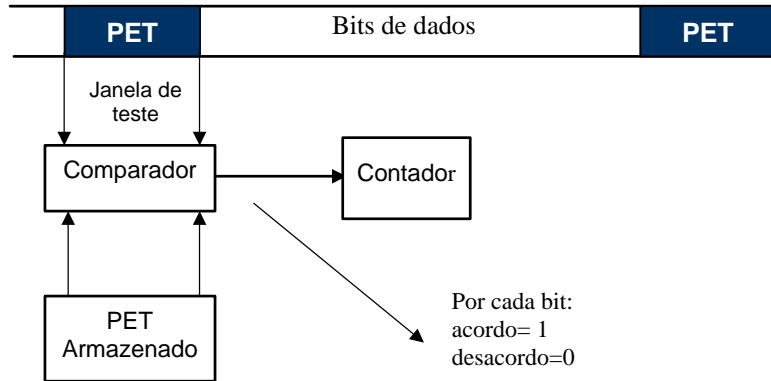 PET
Bits de dados
PET
Janela de
teste
Comparador
Contador
PET
Armazenado
Por cada bit:
acordo= 1
desacordo=0